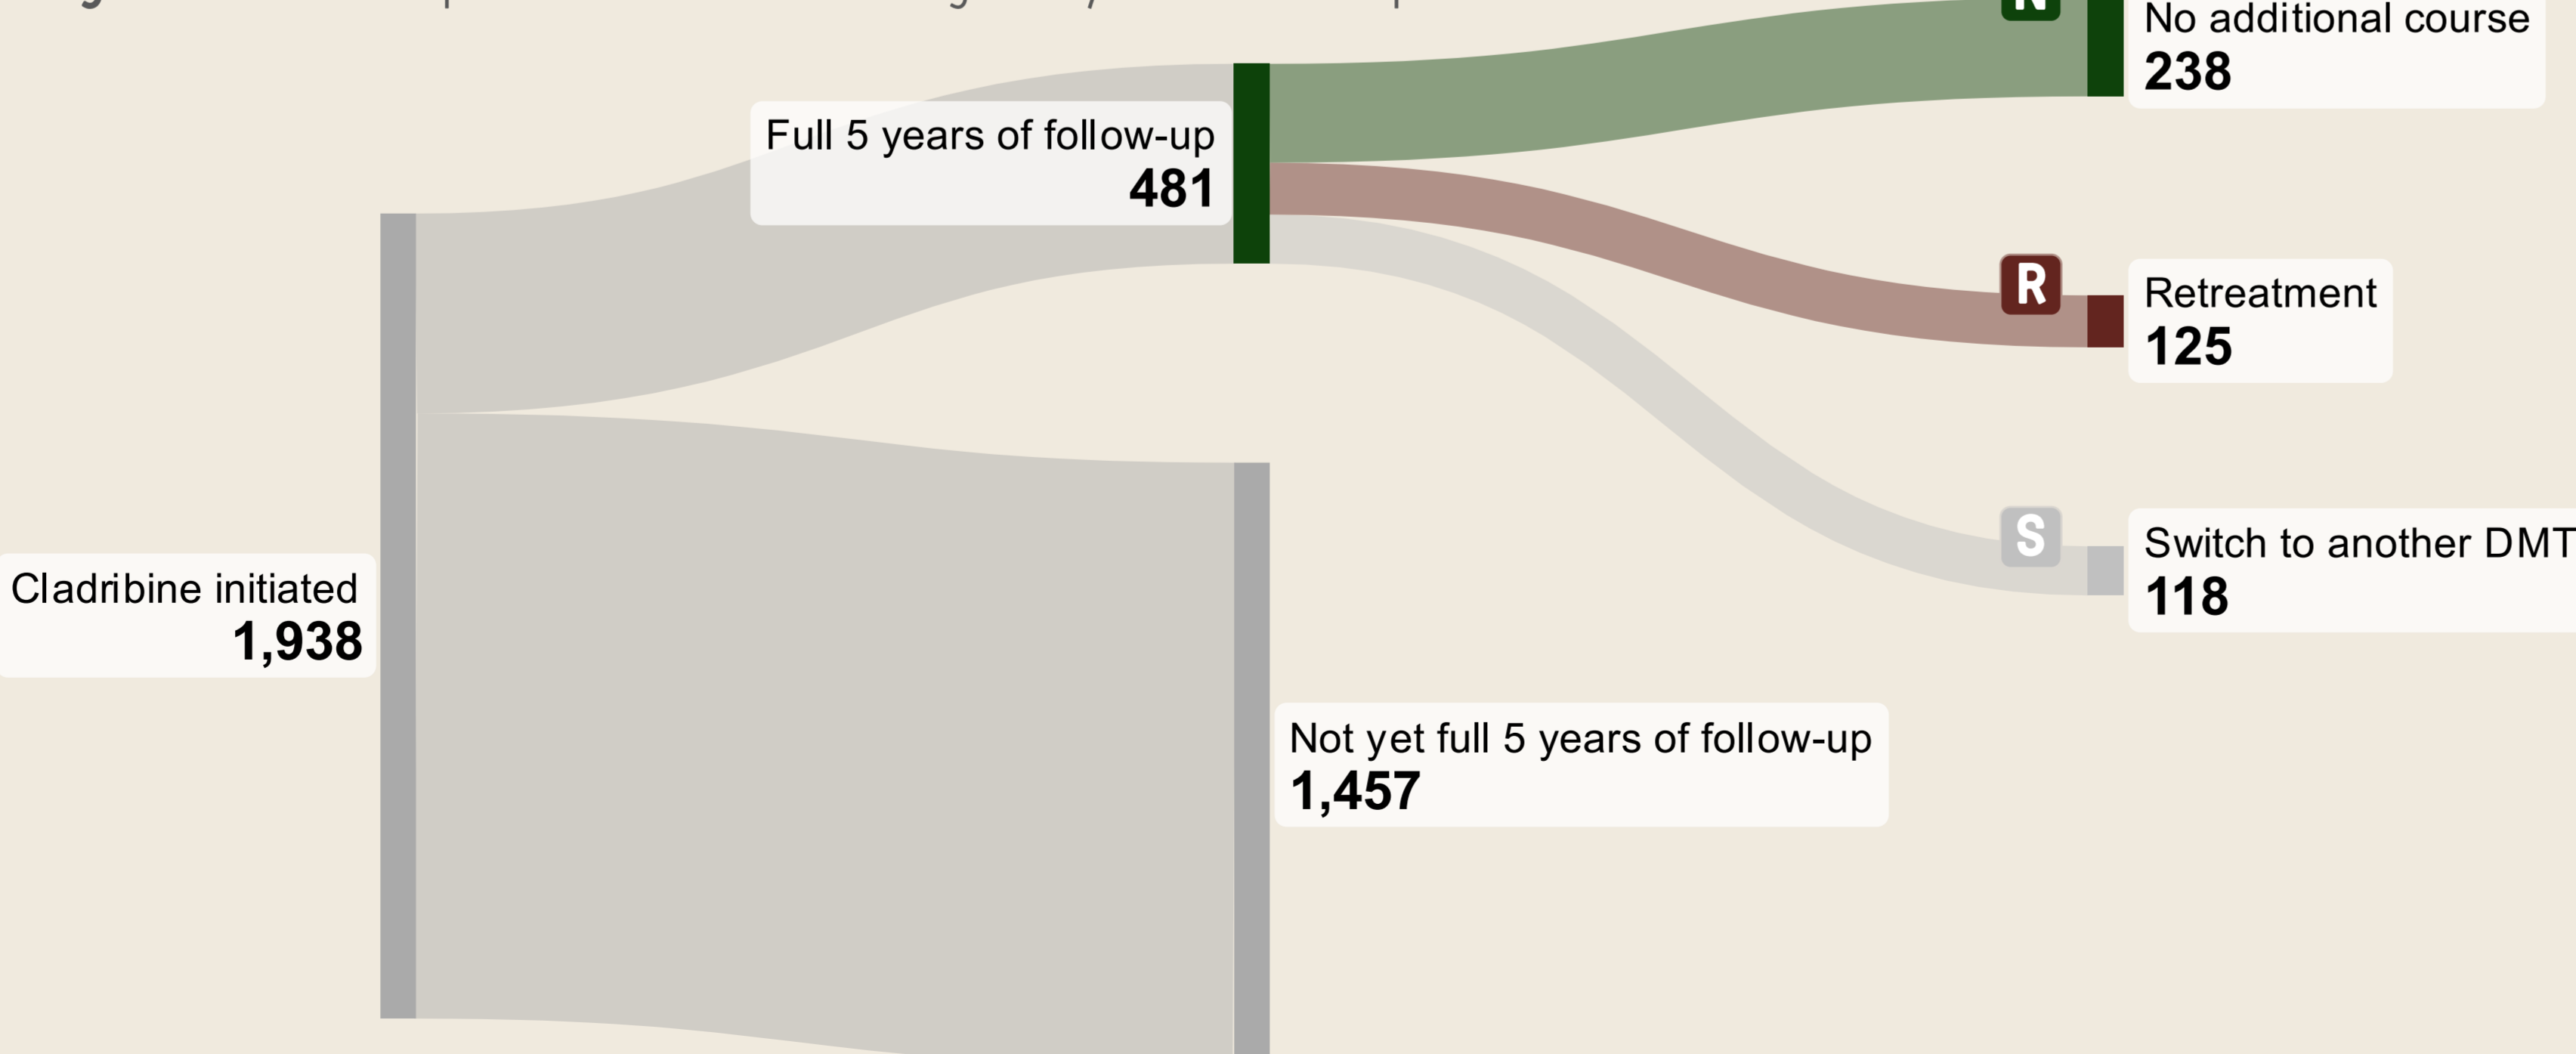 N
No additional course
238
Full 5 years of follow-up
481
R
Retreatment
125
S
Switch to another DMT
118
Cladribine initiated
1,938
Not yet full 5 years of follow-up
1,457